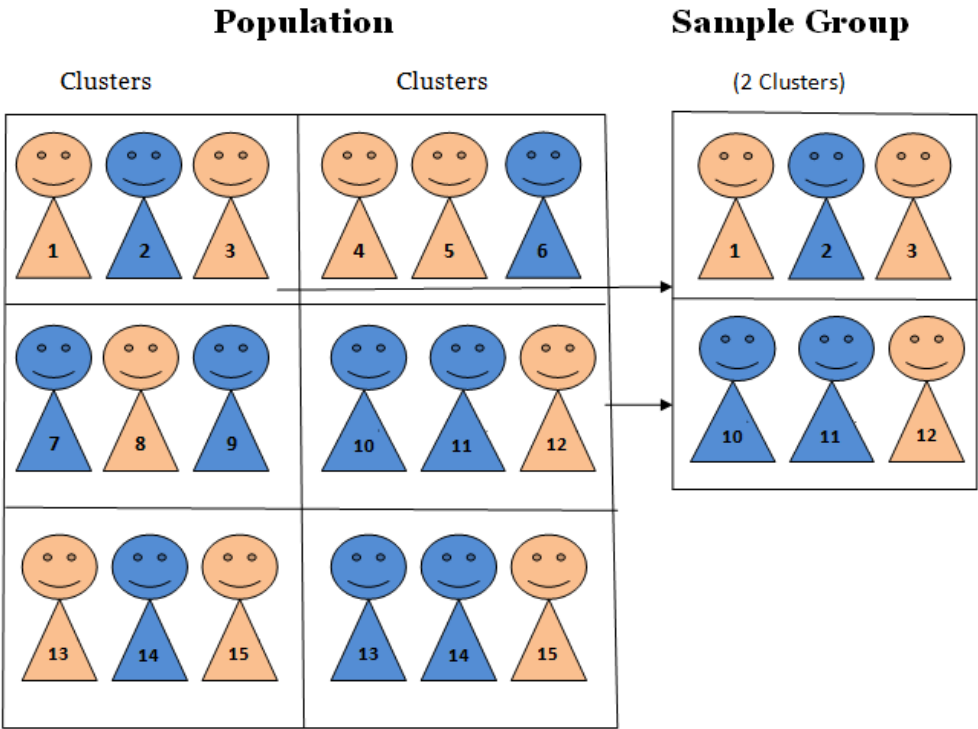 Population Sample Group
Clusters Clusters (2 Clusters)
1 2 3 4 5 6 1 2 3
7 8 9 10 11 12 10 11 12
13 14 15 13 14 15